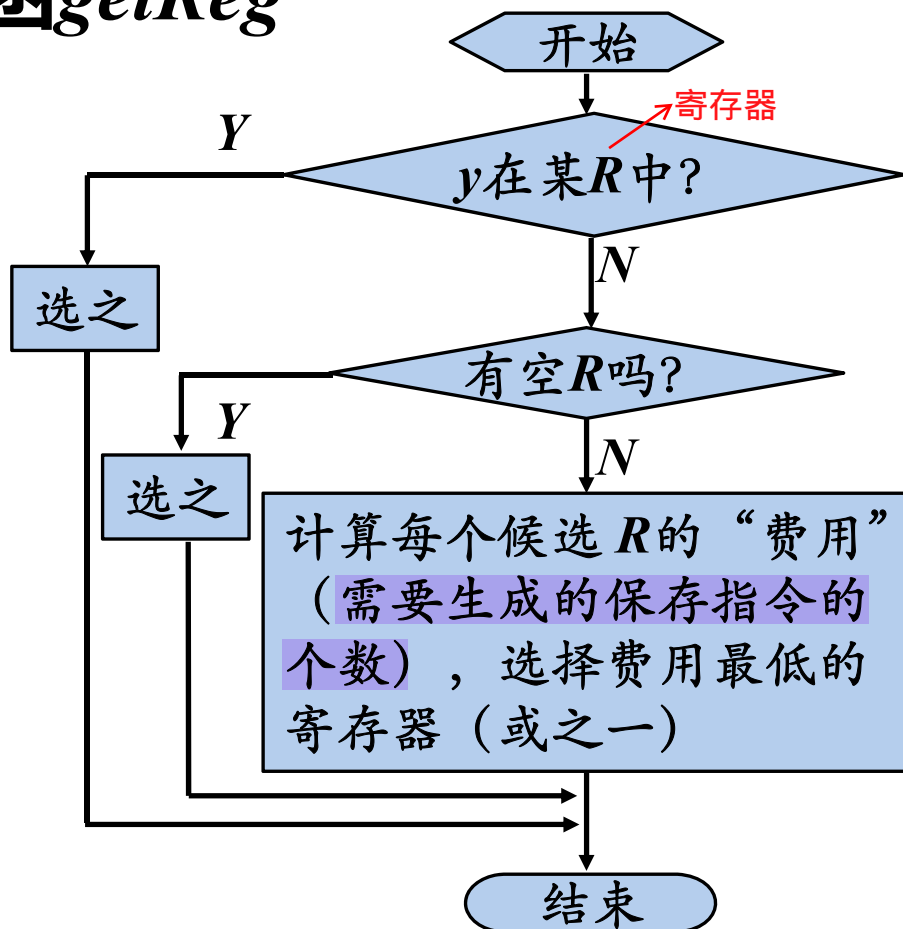 getReg
开始
寄存器
Y
y在某R中?
N
选之
有空R吗?
Y
N
选之
计算每个候选R的“费用”
（需要生成的保存指令的
个数），选择费用最低的
寄存器（或之一）
结束